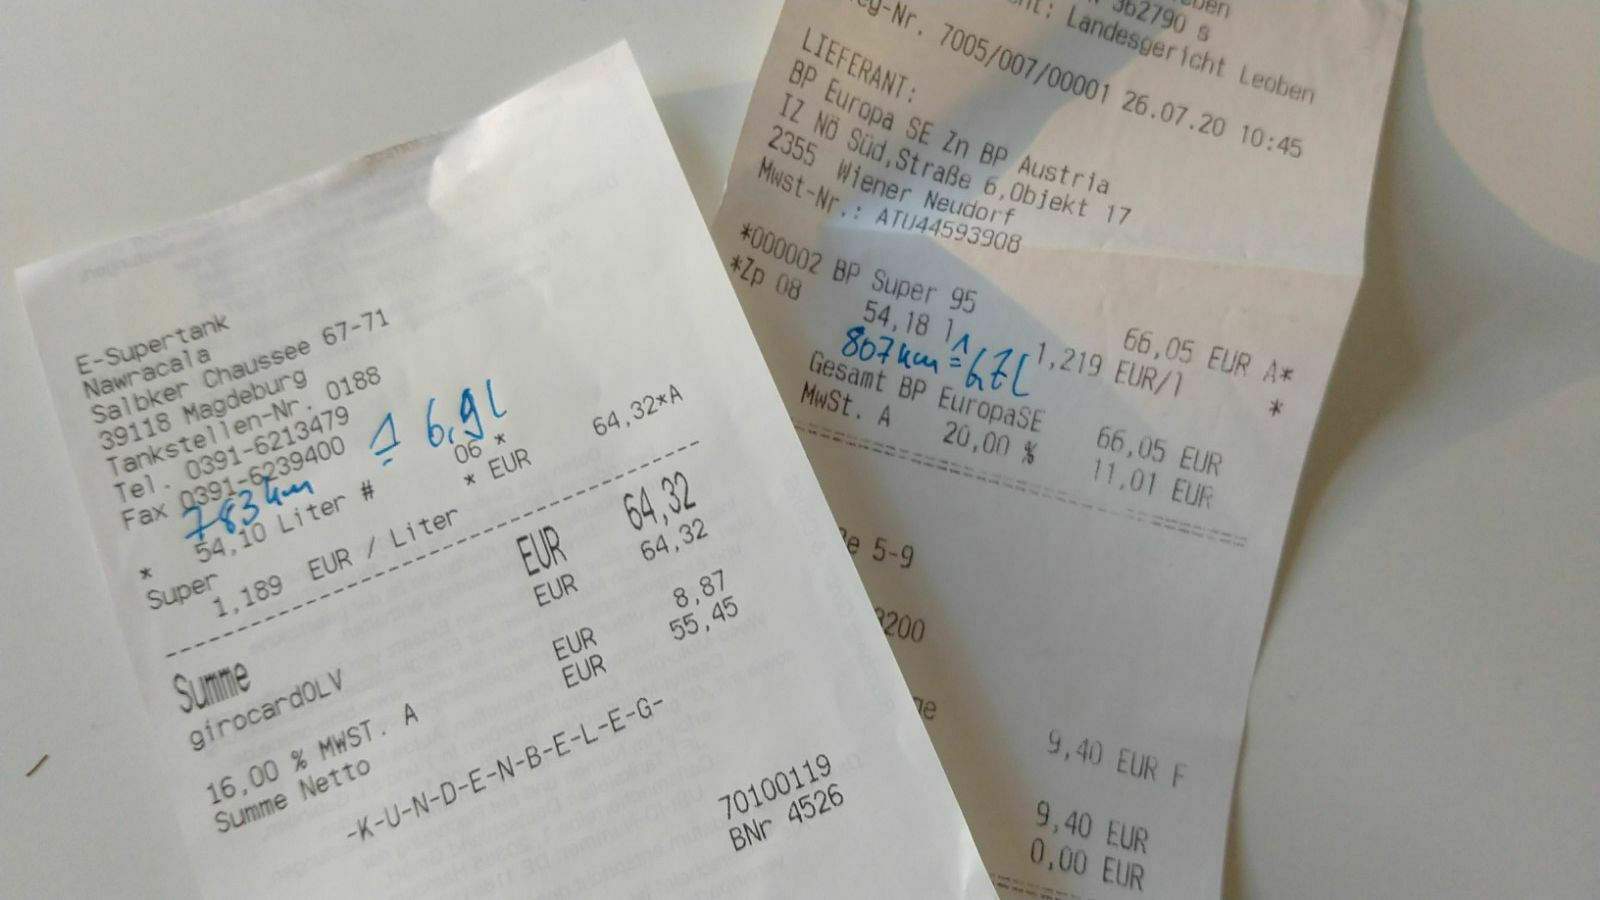 E-Supertank
Nawracala
Salbker Chaussee 67-71
39118 Magdeburg
Tankstellen-Nr. 0188
Tel. 0391-6213479
Fax 0391-6239400
783 km ≙ 6,9 l
* 54,10 Liter # 06 *
Super * EUR 64,32*A
1,189 EUR / Liter
Summe EUR 64,32
girocardOLV EUR 64,32
16,00 % MWST. A EUR 8,87
Summe Netto EUR 55,45
-K-U-N-D-E-N-B-E-L-E-G-
70100119
BNr 4526
362790 s
Landesgericht Leoben
7005/007/00001 26.07.20 10:45
LIEFERANT:
BP Europa SE Zn BP Austria
IZ Nö Süd,Straße 6,Objekt 17
2355 Wiener Neudorf
Mwst-Nr.: ATU44593908
*000002 BP Super 95 66,05 EUR A*
*Zp 08 54,18 l 1,219 EUR/l *
807 km ≙ 6,7 l
Gesamt BP EuropaSE 66,05 EUR
MwSt. A 20,00 % 11,01 EUR
5-9
9,40 EUR F
9,40 EUR
0,00 EUR